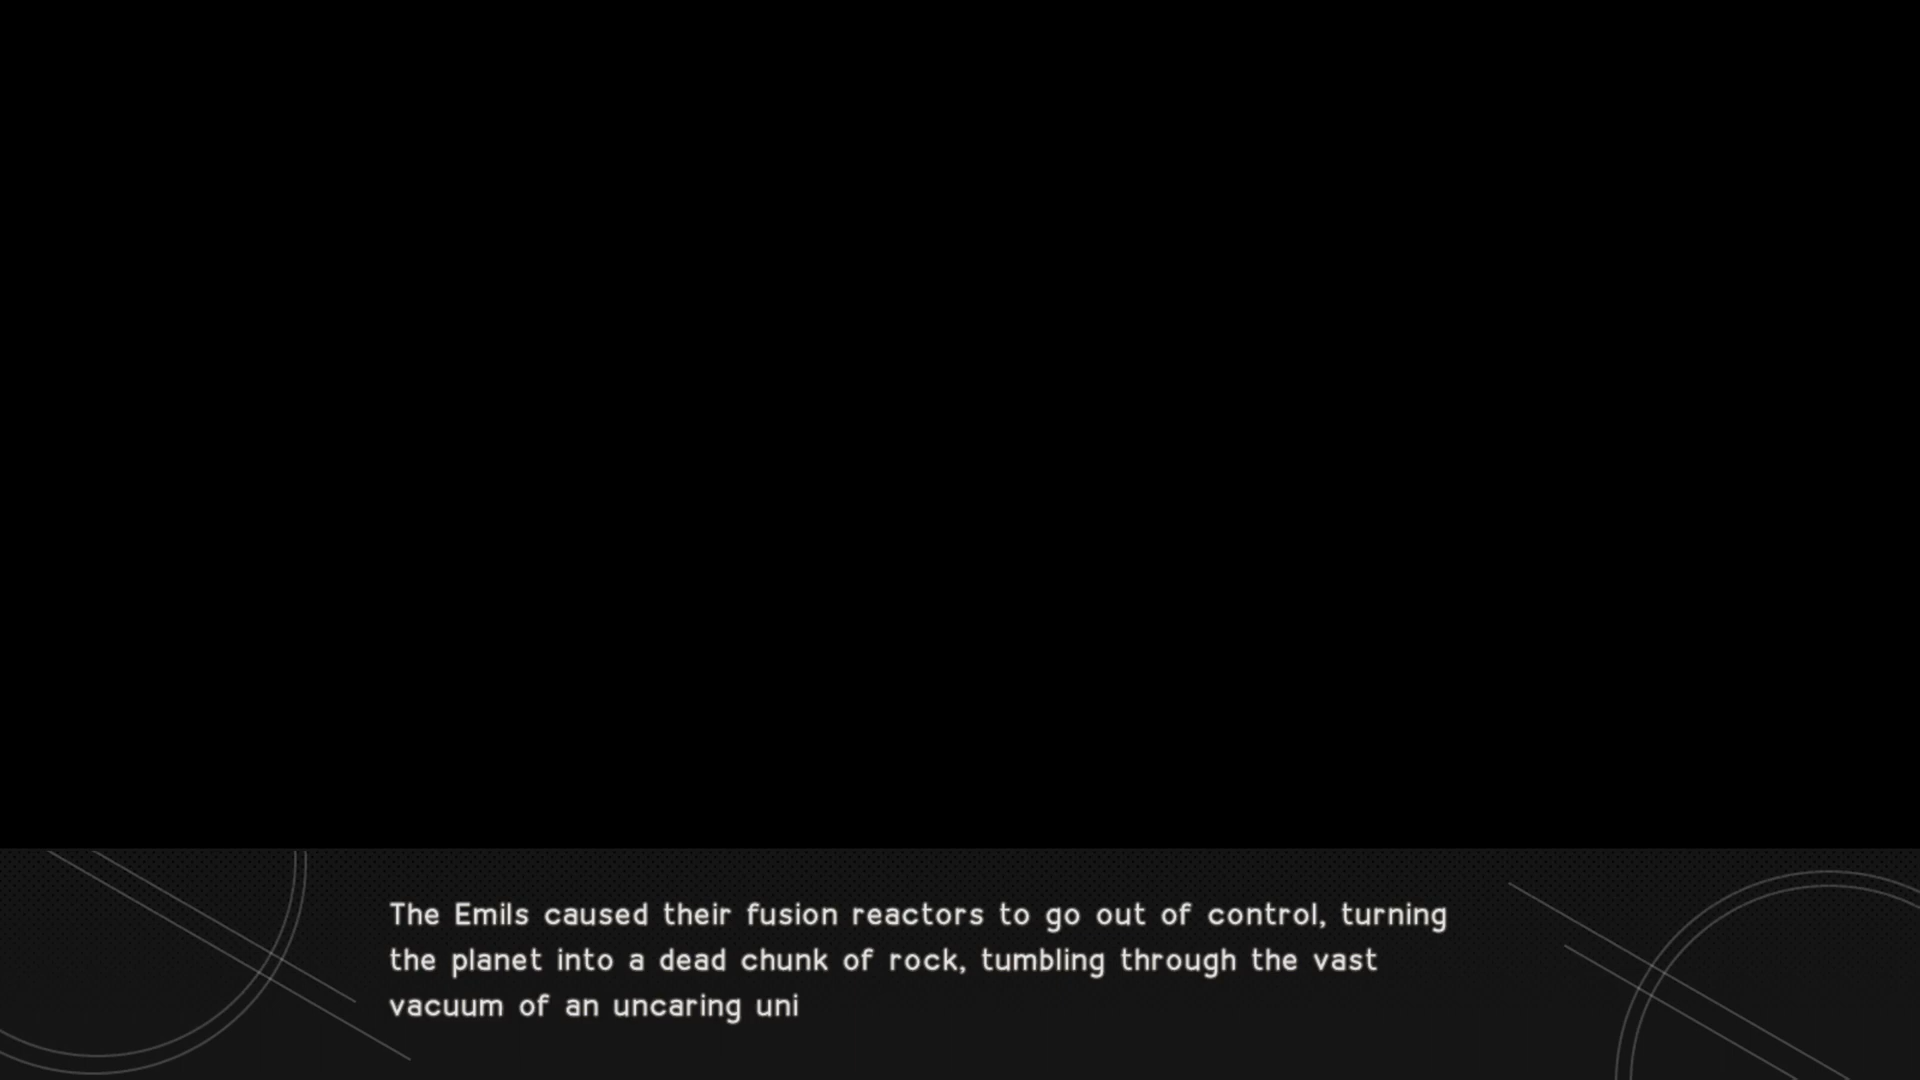 The Emils caused their fusion reactors to go out of control, turning
the planet into a dead chunk of rock, tumbling through the vast
vacuum of an uncaring uni